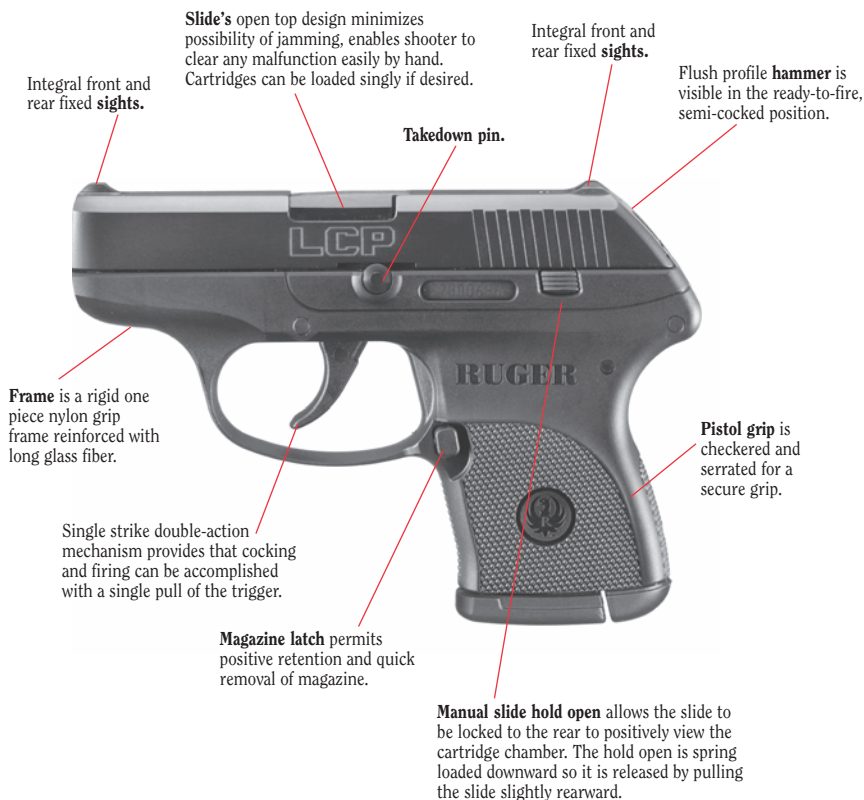 Slide's open top design minimizes
possibility of jamming, enables shooter to
clear any malfunction easily by hand.
Cartridges can be loaded singly if desired.
Integral front and
rear fixed sights.
Integral front and
rear fixed sights.
Flush profile hammer is
visible in the ready-to-fire,
semi-cocked position.
Takedown pin.
LCP
RUGER
Frame is a rigid one
piece nylon grip
frame reinforced with
long glass fiber.
Pistol grip is
checkered and
serrated for a
secure grip.
Single strike double-action
mechanism provides that cocking
and firing can be accomplished
with a single pull of the trigger.
Magazine latch permits
positive retention and quick
removal of magazine.
Manual slide hold open allows the slide to
be locked to the rear to positively view the
cartridge chamber. The hold open is spring
loaded downward so it is released by pulling
the slide slightly rearward.